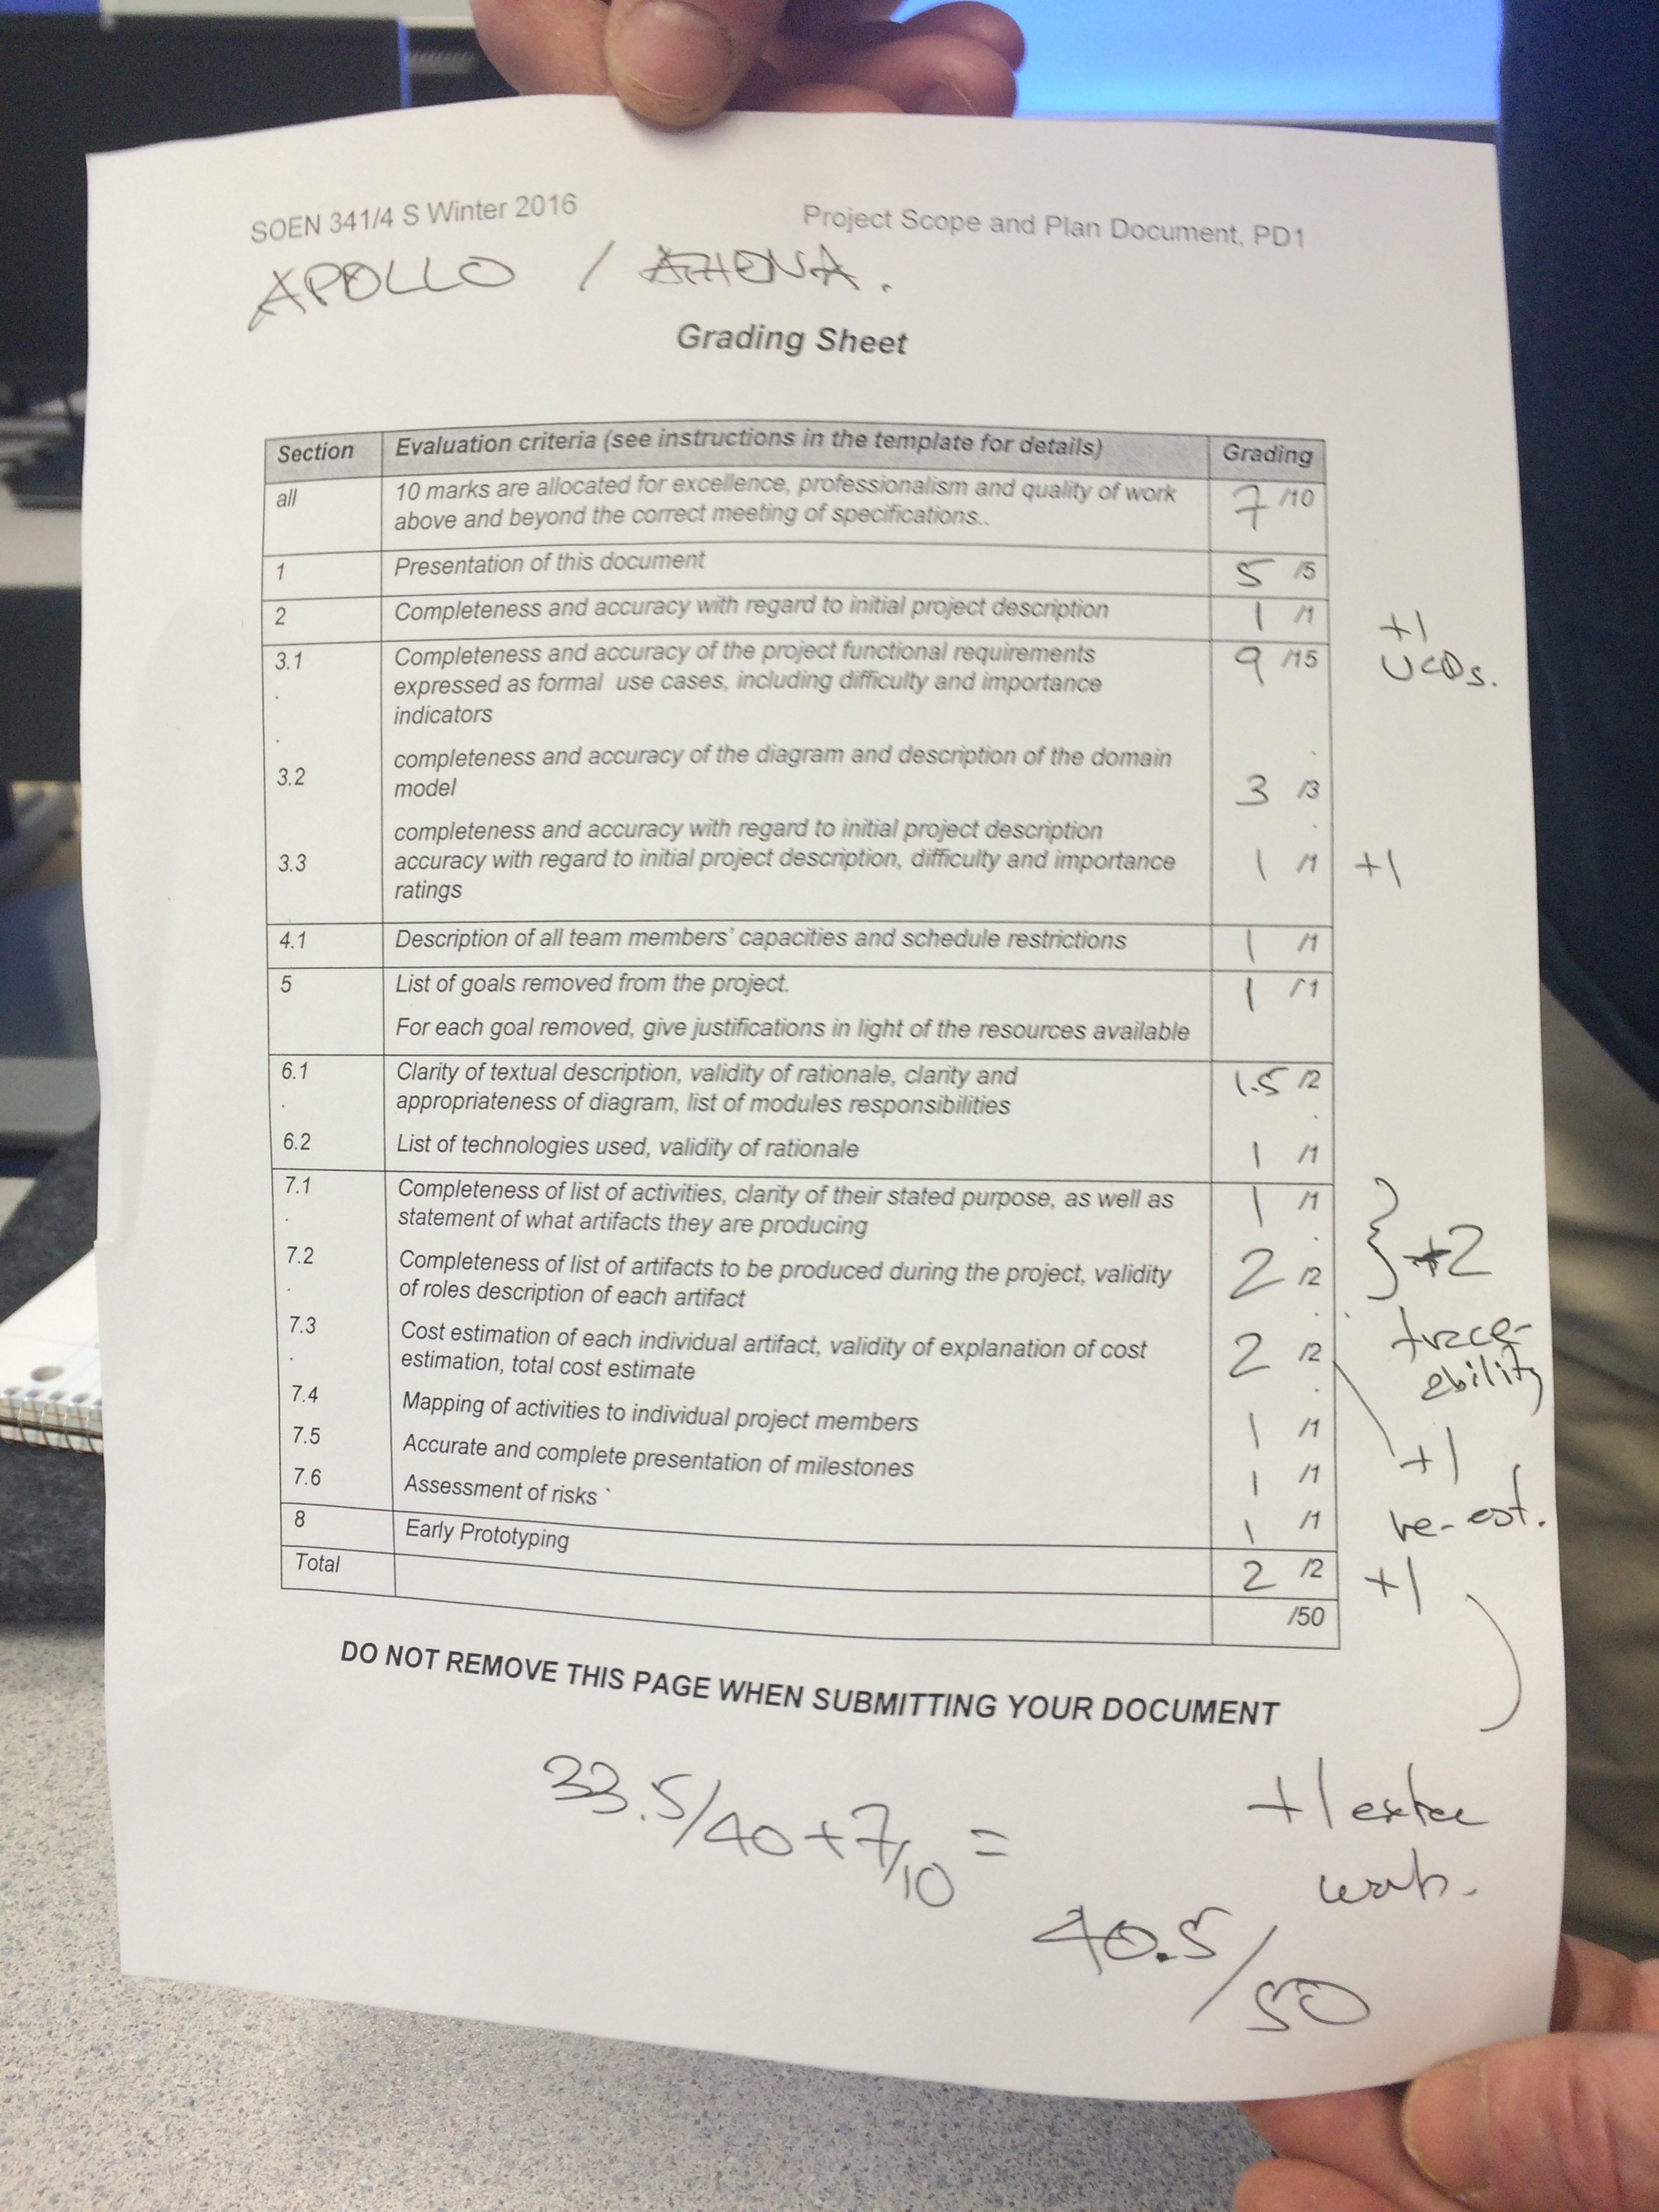 SOEN 341/4 S Winter 2016 Project Scope and Plan Document, PD1
APOLLO / ATHENA.
Grading Sheet
Section Evaluation criteria (see instructions in the template for details) Grading
all 10 marks are allocated for excellence, professionalism and quality of work 7 /10
above and beyond the correct meeting of specifications..
1 Presentation of this document 5 /5
2 Completeness and accuracy with regard to initial project description 1 /1
+1
UCDs.
3.1 Completeness and accuracy of the project functional requirements 9 /15
. expressed as formal use cases, including difficulty and importance
indicators
.
completeness and accuracy of the diagram and description of the domain .
3.2 model 3 /3
completeness and accuracy with regard to initial project description .
3.3 accuracy with regard to initial project description, difficulty and importance 1 /1 +1
ratings
4.1 Description of all team members' capacities and schedule restrictions 1 /1
5 List of goals removed from the project. 1 /1
For each goal removed, give justifications in light of the resources available
6.1 Clarity of textual description, validity of rationale, clarity and 1.5 /2
. appropriateness of diagram, list of modules responsibilities .
6.2 List of technologies used, validity of rationale 1 /1
7.1 Completeness of list of activities, clarity of their stated purpose, as well as 1 /1
. statement of what artifacts they are producing .
7.2 Completeness of list of artifacts to be produced during the project, validity 2 /2
. of roles description of each artifact .
} +2
trace-
ability
7.3 Cost estimation of each individual artifact, validity of explanation of cost 2 /2
. estimation, total cost estimate .
7.4 Mapping of activities to individual project members 1 /1
+1
re-est.
7.5 Accurate and complete presentation of milestones 1 /1
7.6 Assessment of risks 1 /1
8 Early Prototyping 2 /2 +1
Total /50
DO NOT REMOVE THIS PAGE WHEN SUBMITTING YOUR DOCUMENT
33.5/40 + 7/10 =
+1 extra
work.
40.5/50